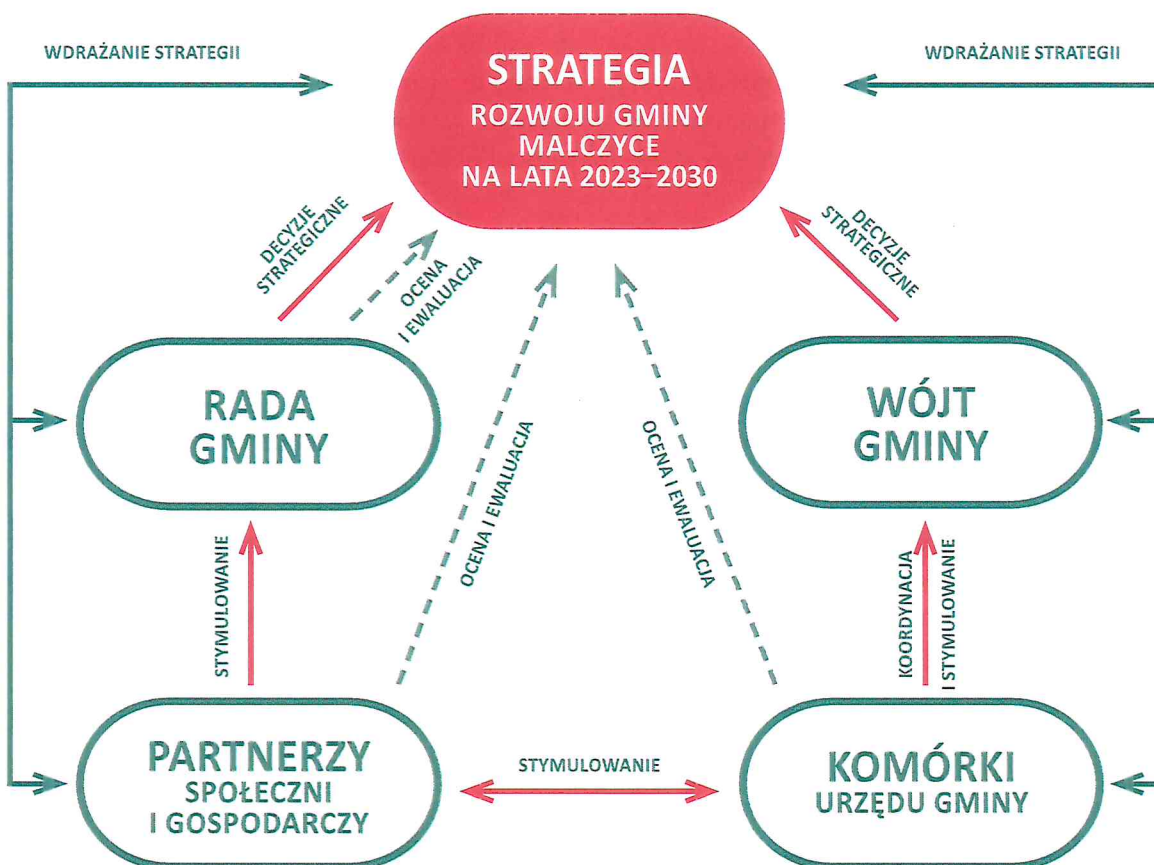 WDRAŻANIE STRATEGII
WDRAŻANIE STRATEGII
STRATEGIA
ROZWOJU GMINY
MALCZYCE
NA LATA 2023–2030
DECYZJE
STRATEGICZNE
OCENA
I EWALUACJA
DECYZJE
STRATEGICZNE
RADA
GMINY
WÓJT
GMINY
OCENA I EWALUACJA
OCENA I EWALUACJA
STYMULOWANIE
KOORDYNACJA
I STYMULOWANIE
PARTNERZY
SPOŁECZNI
I GOSPODARCZY
STYMULOWANIE
KOMÓRKI
URZĘDU GMINY